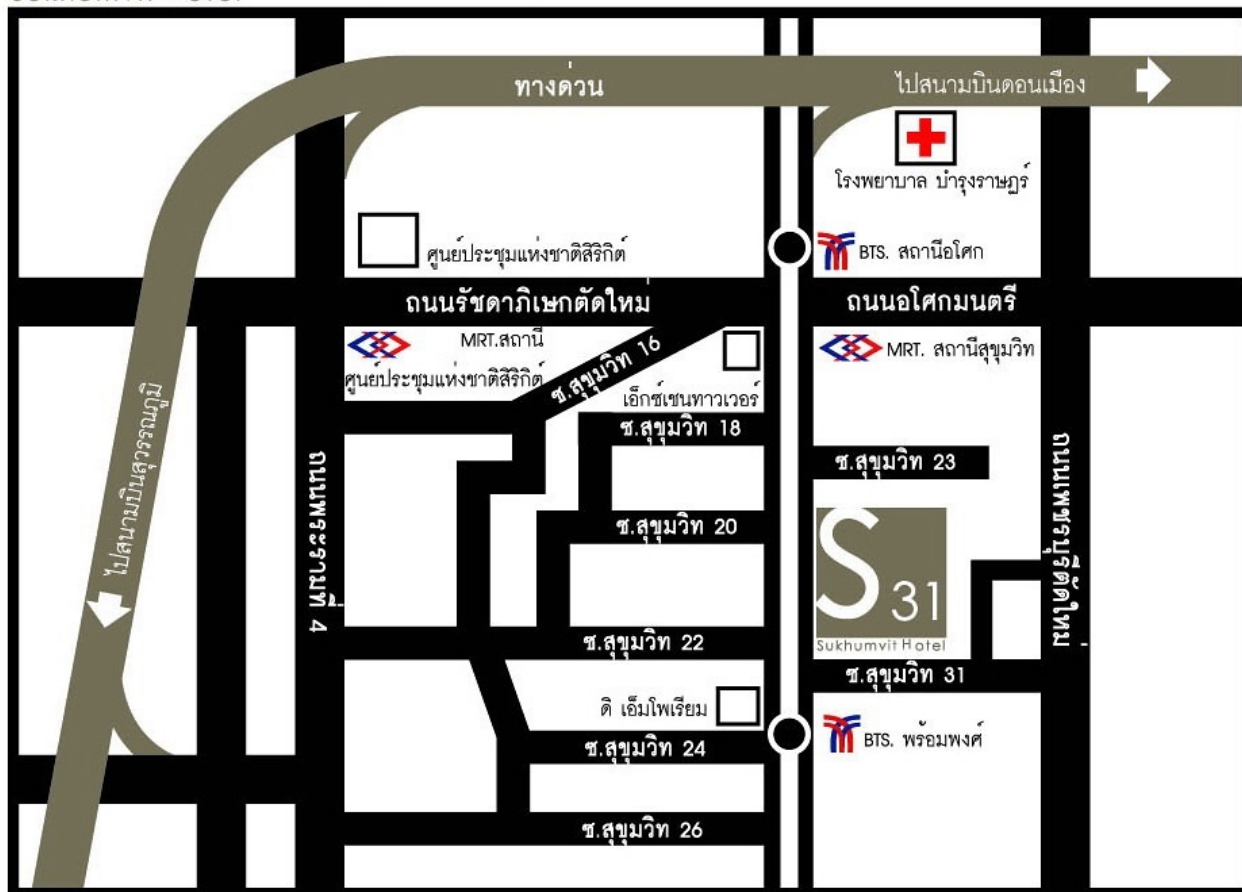 ทางด่วน
ไปสนามบินดอนเมือง
โรงพยาบาล บำรุงราษฎร์
ศูนย์ประชุมแห่งชาติสิริกิต์
BTS. สถานีอโศก
ถนนรัชดาภิเษกตัดใหม่
ถนนอโศกมนตรี
MRT.สถานี
ศูนย์ประชุมแห่งชาติสิริกิต์
ซ.สุขุมวิท 16
MRT. สถานีสุขุมวิท
เอ็กซ์เชนทาวเวอร์
ซ.สุขุมวิท 18
ซ.สุขุมวิท 23
ไปสนามบินสุวรรณภูมิ
ถนนพระรามที่ 4
ถนนเพชรบุรีตัดใหม่
ซ.สุขุมวิท 20
S 31
Sukhumvit Hotel
ซ.สุขุมวิท 22
ซ.สุขุมวิท 31
ดิ เอ็มโพเรียม
BTS. พร้อมพงศ์
ซ.สุขุมวิท 24
ซ.สุขุมวิท 26